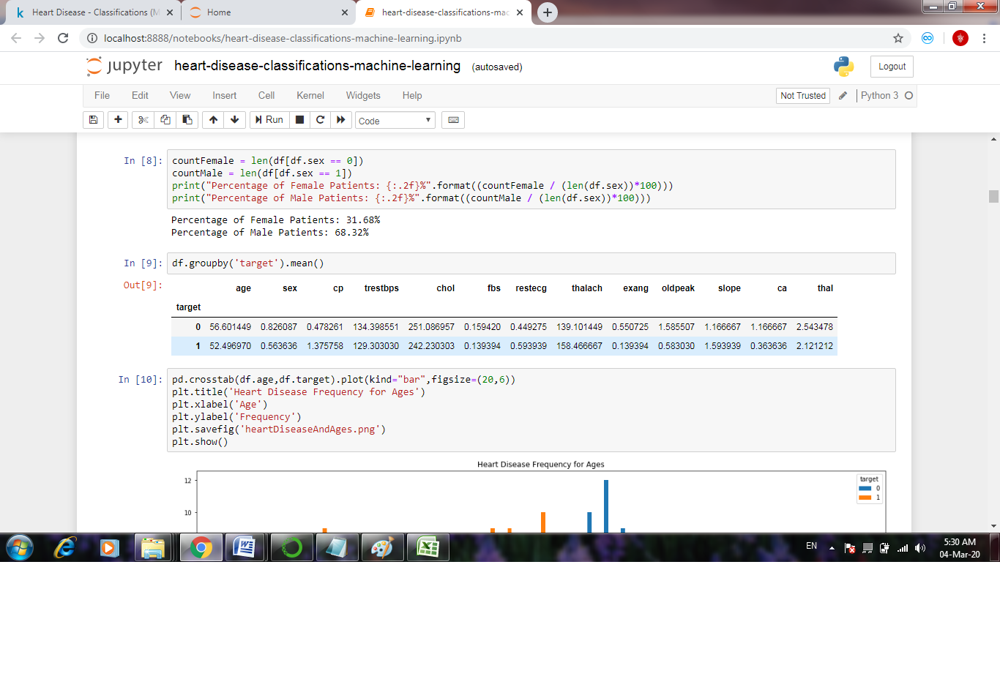 Heart Disease - Classifications (M
Home
heart-disease-classifications-mac
localhost:8888/notebooks/heart-disease-classifications-machine-learning.ipynb
jupyter heart-disease-classifications-machine-learning (autosaved)
Logout
File Edit View Insert Cell Kernel Widgets Help
Not Trusted Python 3
Run Code
In [8]: countFemale = len(df[df.sex == 0])
countMale = len(df[df.sex == 1])
print("Percentage of Female Patients: {:.2f}%".format((countFemale / (len(df.sex))*100)))
print("Percentage of Male Patients: {:.2f}%".format((countMale / (len(df.sex))*100)))
Percentage of Female Patients: 31.68%
Percentage of Male Patients: 68.32%
In [9]: df.groupby('target').mean()
Out[9]:
age sex cp trestbps chol fbs restecg thalach exang oldpeak slope ca thal
target
0 56.601449 0.826087 0.478261 134.398551 251.086957 0.159420 0.449275 139.101449 0.550725 1.585507 1.166667 1.166667 2.543478
1 52.496970 0.563636 1.375758 129.303030 242.230303 0.139394 0.593939 158.466667 0.139394 0.583030 1.593939 0.363636 2.121212
In [10]: pd.crosstab(df.age,df.target).plot(kind="bar",figsize=(20,6))
plt.title('Heart Disease Frequency for Ages')
plt.xlabel('Age')
plt.ylabel('Frequency')
plt.savefig('heartDiseaseAndAges.png')
plt.show()
Heart Disease Frequency for Ages
12
10
target
0
1
EN
5:30 AM
04-Mar-20